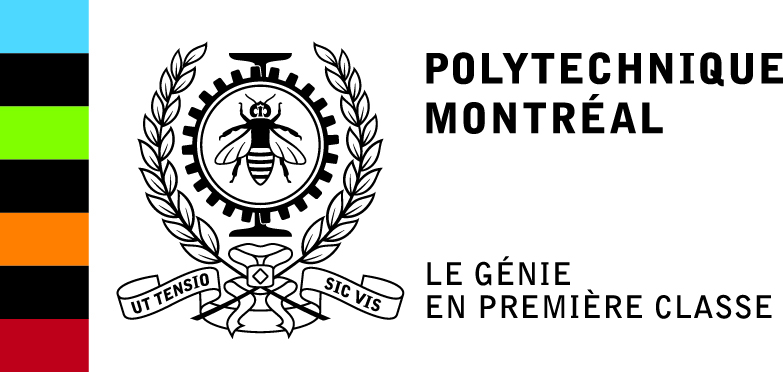 POLYTECHNIQUE
MONTRÉAL
LE GÉNIE
EN PREMIÈRE CLASSE
UT TENSIO
SIC VIS